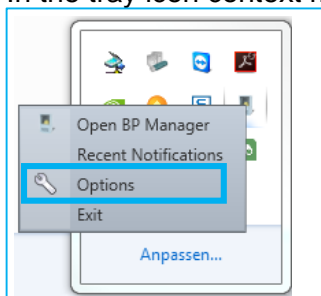 In the tray icon context
Open BP Manager
Recent Notifications
Options
Exit
Anpassen...